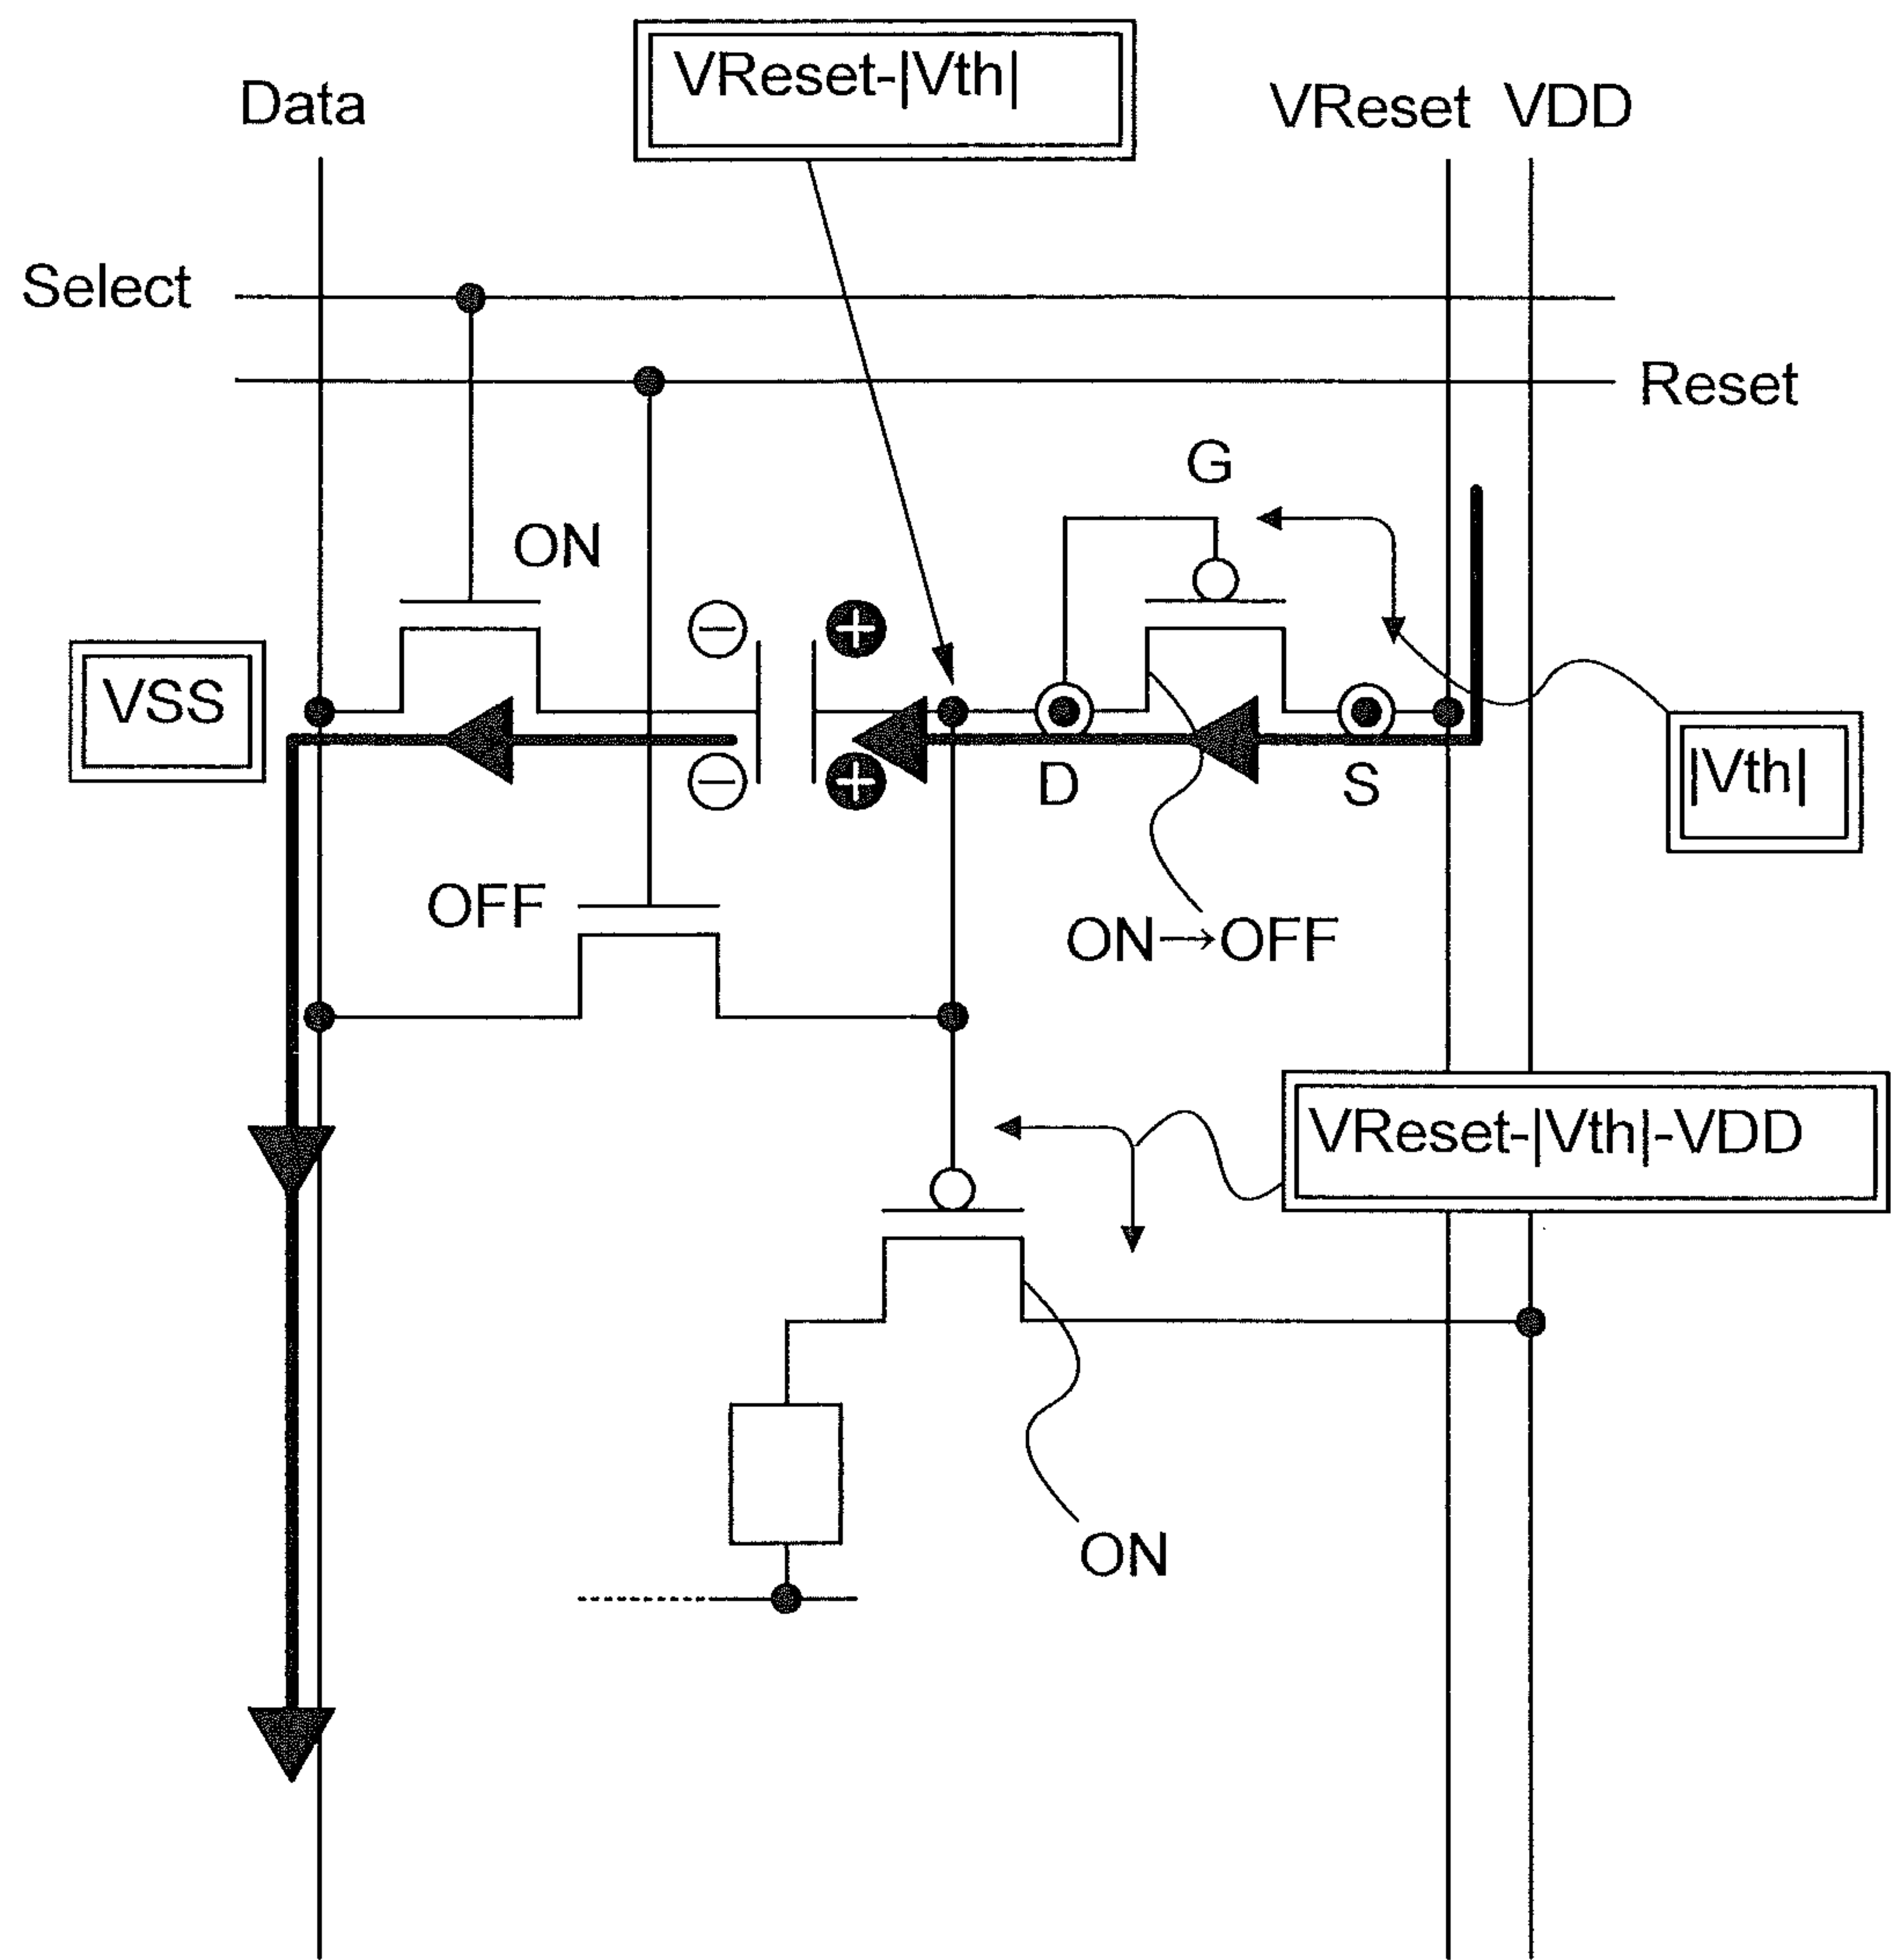 VReset-|Vth|
Data
VReset
VDD
Select
Reset
G
ON
−
+
VSS
−
+
D
S
|Vth|
OFF
ON→OFF
VReset-|Vth|-VDD
ON